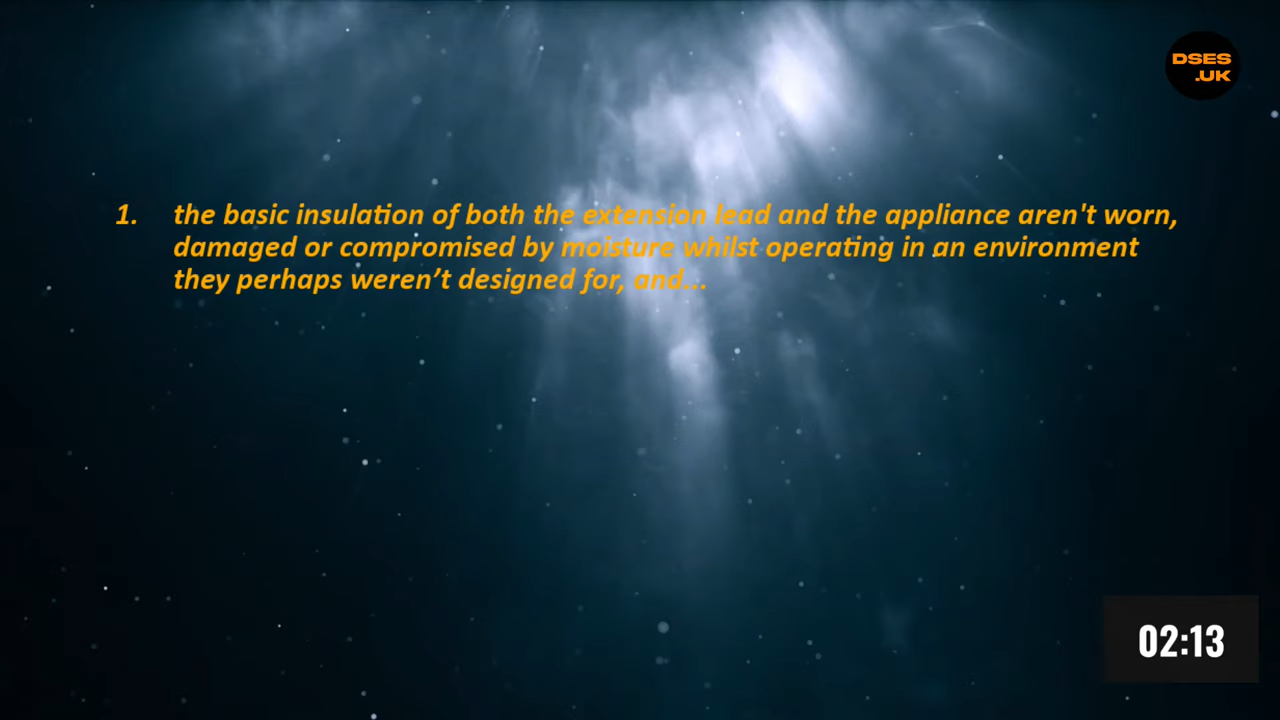 DSES
.UK
1. the basic insulation of both the extension lead and the appliance aren't worn,
damaged or compromised by moisture whilst operating in an environment
they perhaps weren’t designed for, and...
02:13